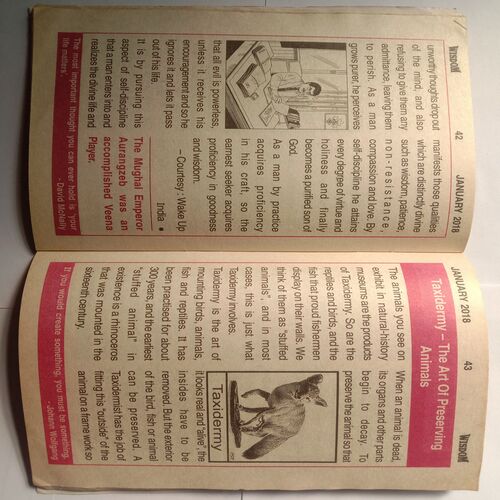 WISDOM
42
JANUARY 2018
unworthy thoughts drop out
of the mind, and also
refusing to give them any
admittance, leaving them
to perish. As a man
grows purer, he perceives
that all evil is powerless,
unless it receives his
encouragement and so he
ignores it and lets it pass
out of his life.
It is by pursuing this
aspect of self-discipline
that a man enters into and
realizes the divine life and
manifests those qualities
which are distinctly divine
such as wisdom, patience,
non-resistance,
compassion and love. By
self-discipline he attains
every degree of virtue and
holiness and finally
becomes a purified son of
God.
As a man by practice
acquires proficiency
in his craft, so the
earnest seeker acquires
proficiency in goodness
and wisdom.
– Courtesy : Wake Up
India
The Mughal Emperor
Aurangzeb was an
accomplished Veena
Player.
The most important thought you can ever hold is 'your
life matters'.
- David McNally
JANUARY 2018
43
WISDOM
Taxidermy – The Art Of Preserving
Animals
The animals you see on
exhibit in natural-history
museums are the products
of Taxidermy. So are the
reptiles and birds, and the
fish that proud fishermen
display on their walls. We
think of them as "stuffed
animals", and in most
cases, this is just what
Taxidermy involves.
Taxidermy is the art of
mounting birds, animals,
fish and reptiles. It has
been practised for about
300 years, and the earliest
"stuffed animal" in
existence is a rhinoceros
that was mounted in the
sixteenth century.
When an animal is dead,
its organs and other parts
begin to decay. To
preserve the animal so that
Taxidermy
it looks real and "alive", the
insides have to be
removed. But the exterior
of the bird, fish or animal
can be preserved. A
Taxidermist has the job of
fitting this "outside" of the
animal on a frame work so
If you would create something, you must be something.
- Johann Wolfgang